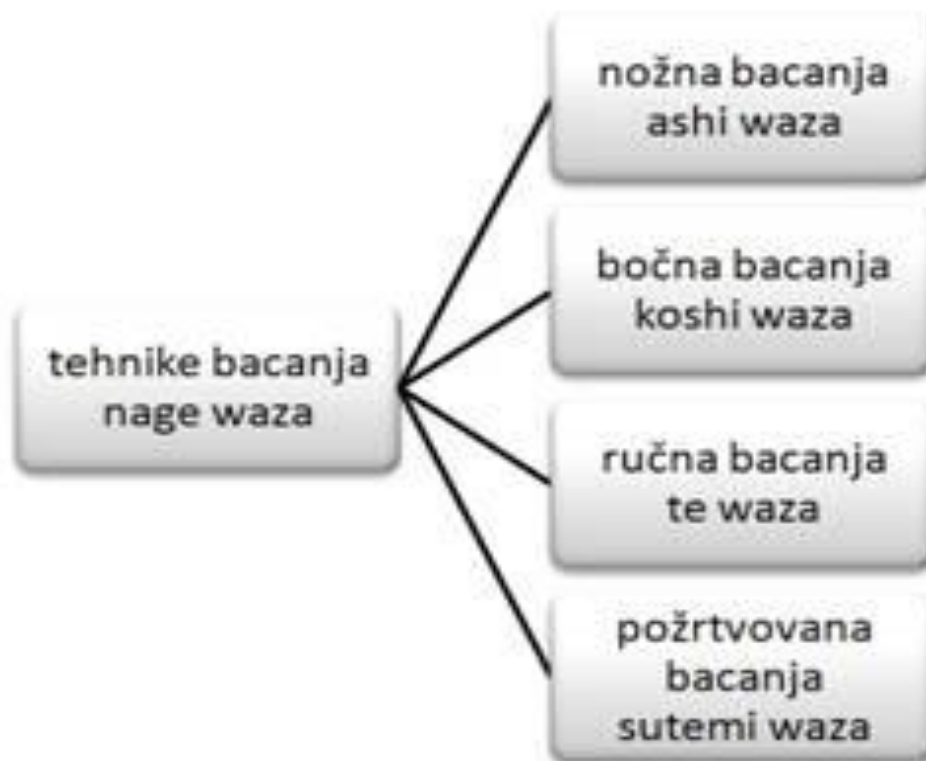 tehnike bacanja
nage waza
nožna bacanja
ashi waza
bočna bacanja
koshi waza
ručna bacanja
te waza
požrtvovana
bacanja
sutemi waza